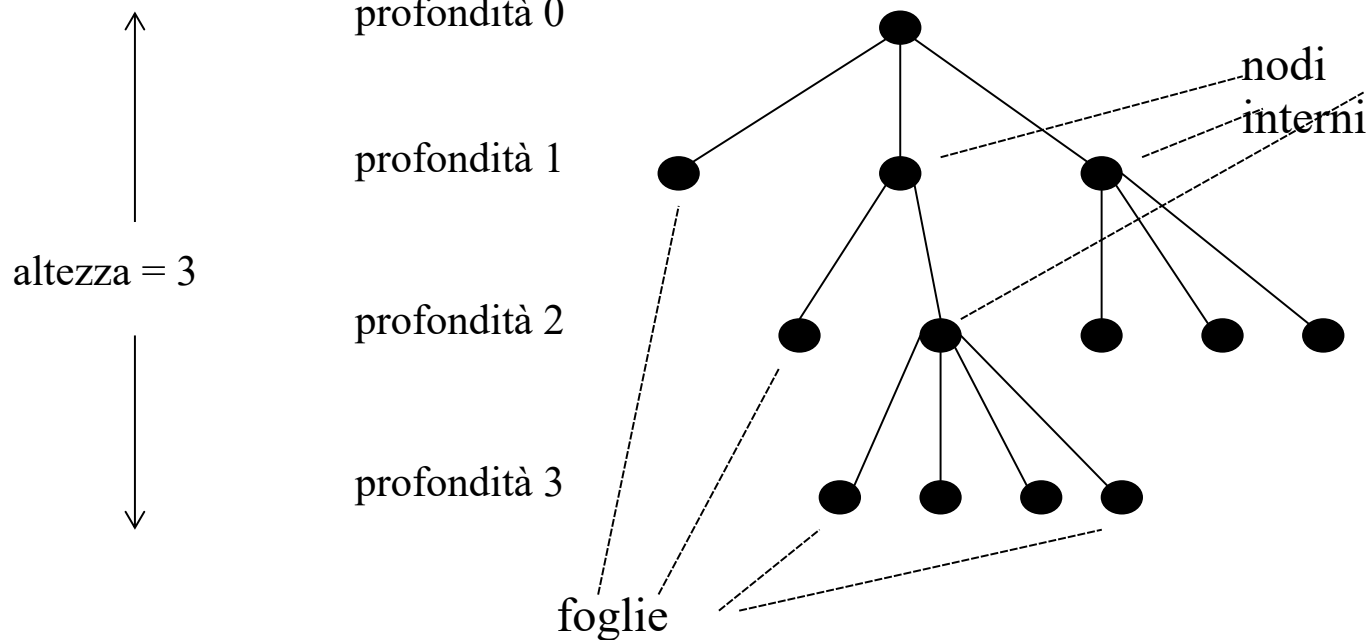 profondità 0
nodi
interni
profondità 1
altezza = 3
profondità 2
profondità 3
foglie